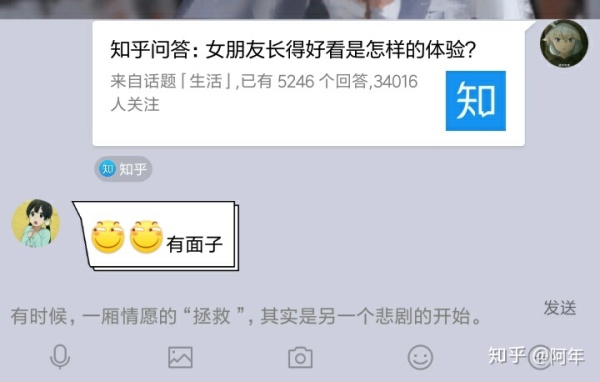 知乎问答：女朋友长得好看是怎样的体验？
来自话题「生活」,已有 5246 个回答,34016
人关注
知
知 知乎
有面子
有时候，一厢情愿的“拯救”，其实是另一个悲剧的开始。
发送
知乎 @阿年